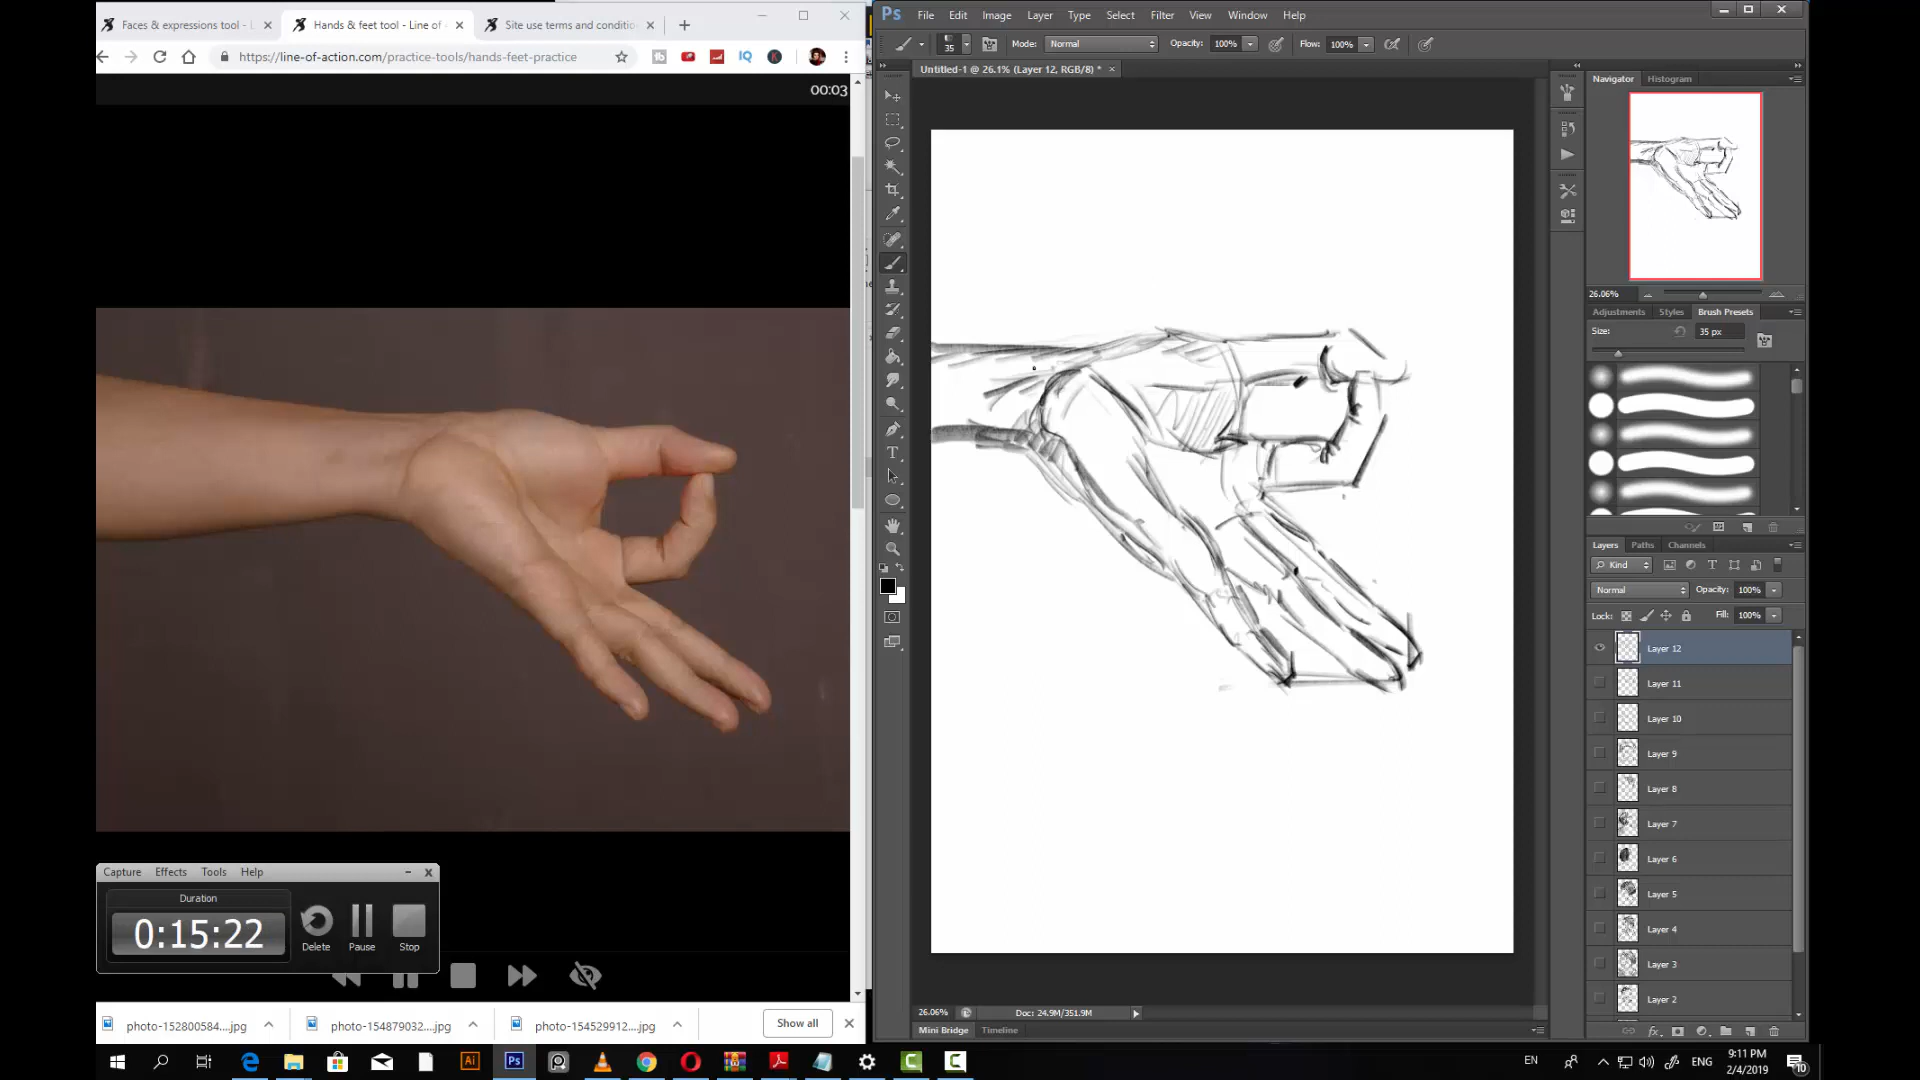 Faces & expressions tool - L
Hands & feet tool - Line of
Site use terms and conditio
https://line-of-action.com/practice-tools/hands-feet-practice
00:03
Capture Effects Tools Help
Duration
0:15:22
Delete Pause Stop
photo-152800584....jpg
photo-154879032....jpg
photo-154529912....jpg
Show all
Ps File Edit Image Layer Type Select Filter View Window Help
35 Mode: Normal Opacity: 100% Flow: 100%
Untitled-1 @ 26.1% (Layer 12, RGB/8) *
Navigator Histogram
26.06%
Adjustments Styles Brush Presets
Size: 35 px
Layers Paths Channels
Kind
Normal Opacity: 100%
Lock: Fill: 100%
Layer 12
Layer 11
Layer 10
Layer 9
Layer 8
Layer 7
Layer 6
Layer 5
Layer 4
Layer 3
Layer 2
26.06% Doc: 24.9M/351.9M
Mini Bridge Timeline
Ai Ps
EN ENG 9:11 PM
2/4/2019
10